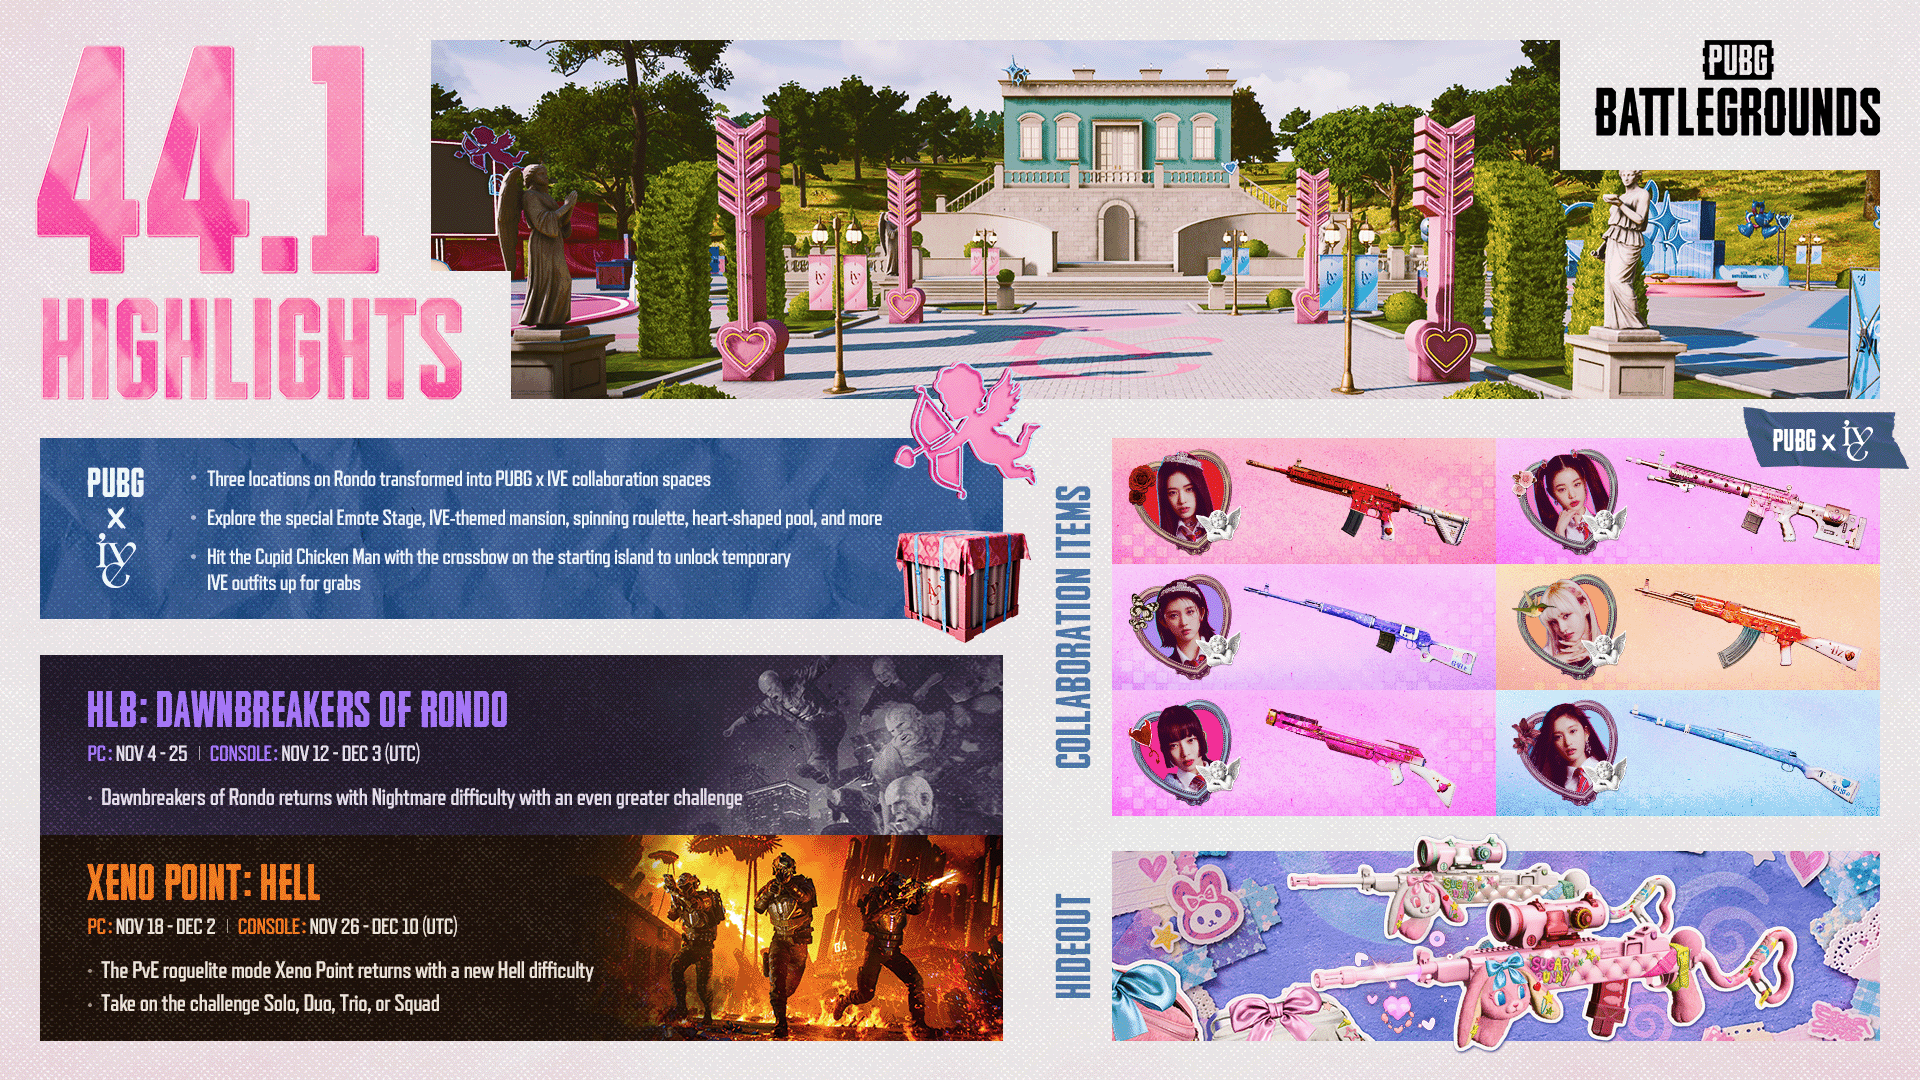 44.1
HIGHLIGHTS
PUBG
BATTLEGROUNDS
PUBG
X
IVE
• Three locations on Rondo transformed into PUBG x IVE collaboration spaces
• Explore the special Emote Stage, IVE-themed mansion, spinning roulette, heart-shaped pool, and more
• Hit the Cupid Chicken Man with the crossbow on the starting island to unlock temporary
IVE outfits up for grabs
HLB: DAWNBREAKERS OF RONDO
PC: NOV 4 - 25 | CONSOLE: NOV 12 - DEC 3 (UTC)
• Dawnbreakers of Rondo returns with Nightmare difficulty with an even greater challenge
XENO POINT: HELL
PC: NOV 18 - DEC 2 | CONSOLE: NOV 26 - DEC 10 (UTC)
• The PvE roguelite mode Xeno Point returns with a new Hell difficulty
• Take on the challenge Solo, Duo, Trio, or Squad
PUBG X IVE
COLLABORATION ITEMS
HIDEOUT
SUGAR BUNNY
SUGAR BUNNY